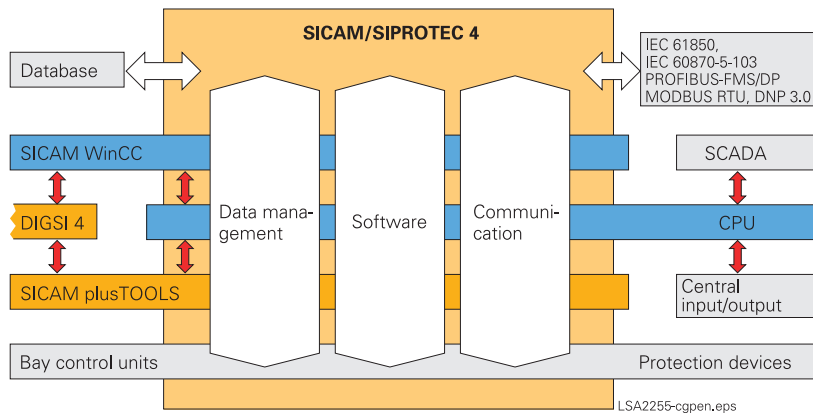 SICAM/SIPROTEC 4
Database
IEC 61850,
IEC 60870-5-103
PROFIBUS-FMS/DP
MODBUS RTU, DNP 3.0
SICAM WinCC
SCADA
DIGSI 4
Data mana-
gement
Software
Communi-
cation
CPU
SICAM plusTOOLS
Central
input/output
Bay control units
Protection devices
LSA2255-cgpen.eps